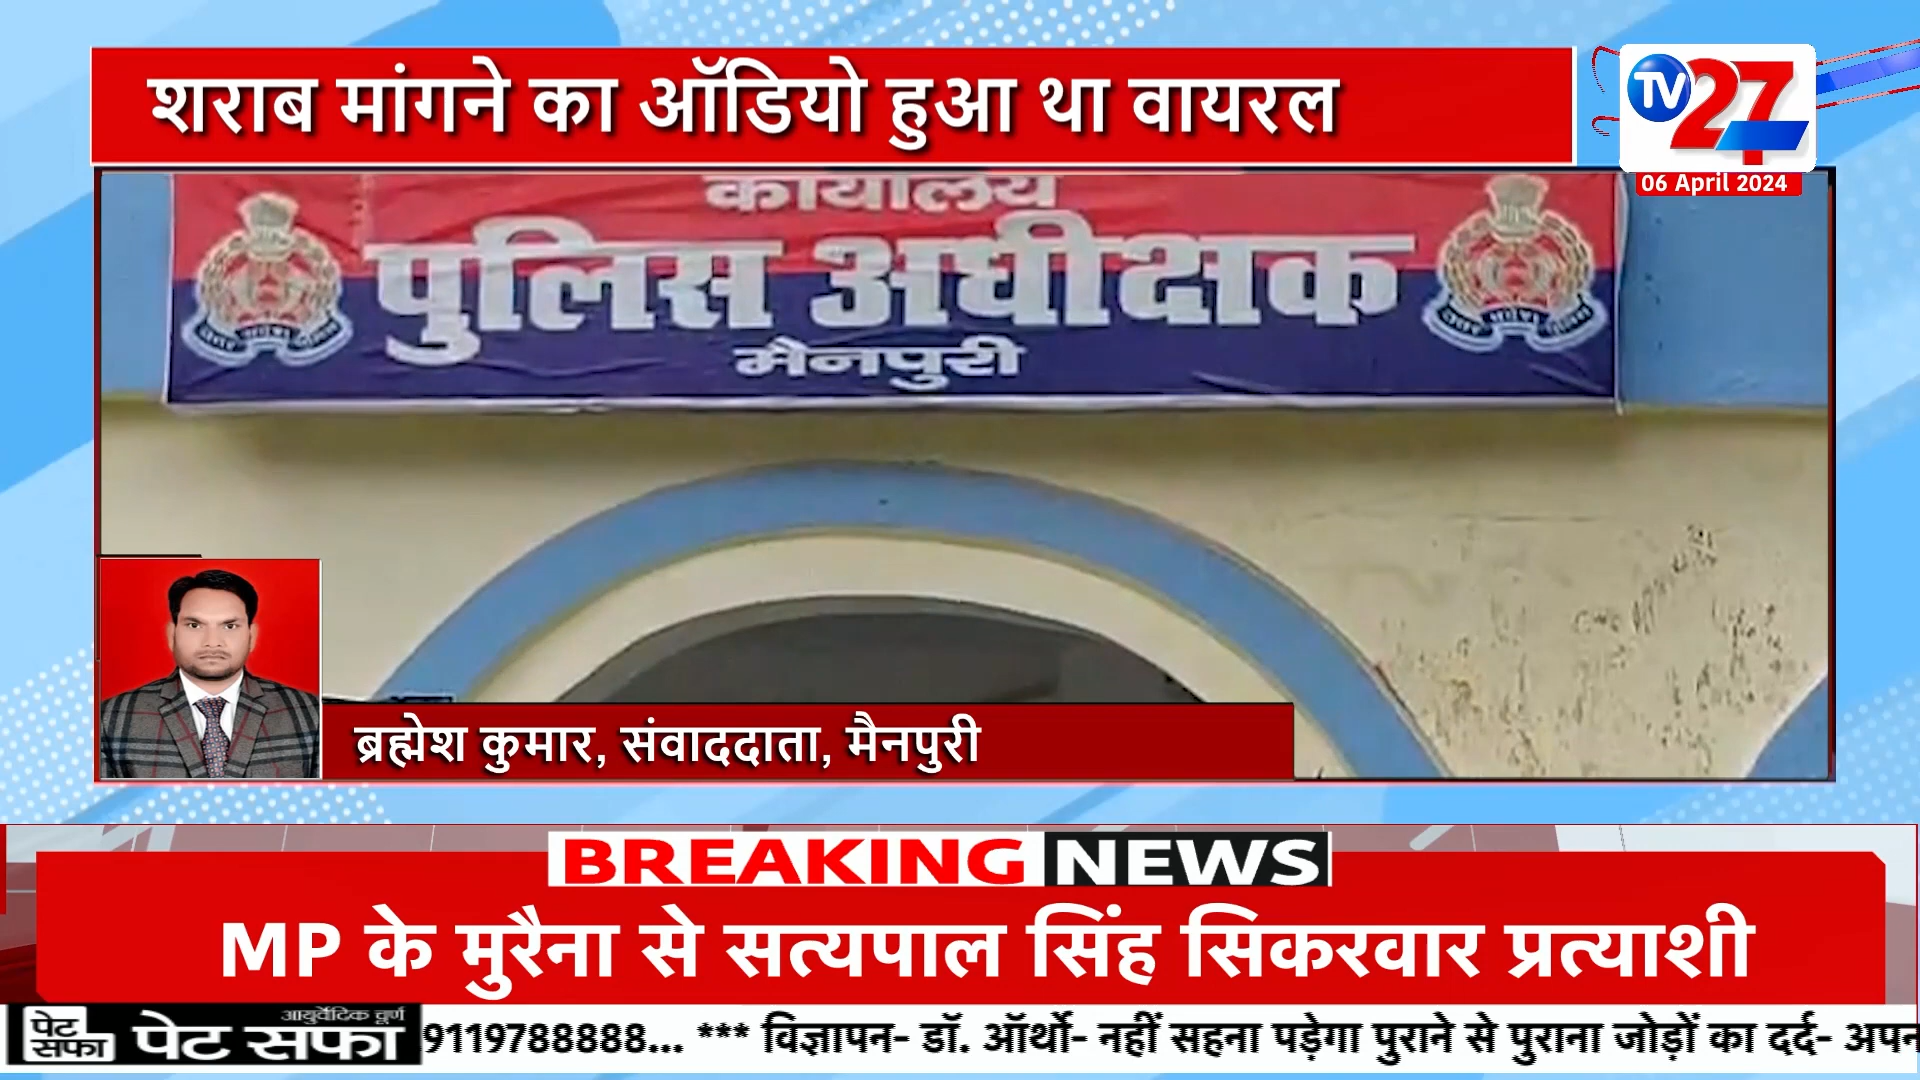 शराब मांगने का ऑडियो हुआ था वायरल
TV27
06 April 2024
कार्यालय
पुलिस अधीक्षक
मैनपुरी
ब्रह्मेश कुमार, संवाददाता, मैनपुरी
BREAKING NEWS
MP के मुरैना से सत्यपाल सिंह सिकरवार प्रत्याशी
पेट सफा
आयुर्वेदिक चूर्ण
पेट सफा
9119788888... *** विज्ञापन- डॉ. ऑर्थो- नहीं सहना पड़ेगा पुराने से पुराना जोड़ों का दर्द- अपन